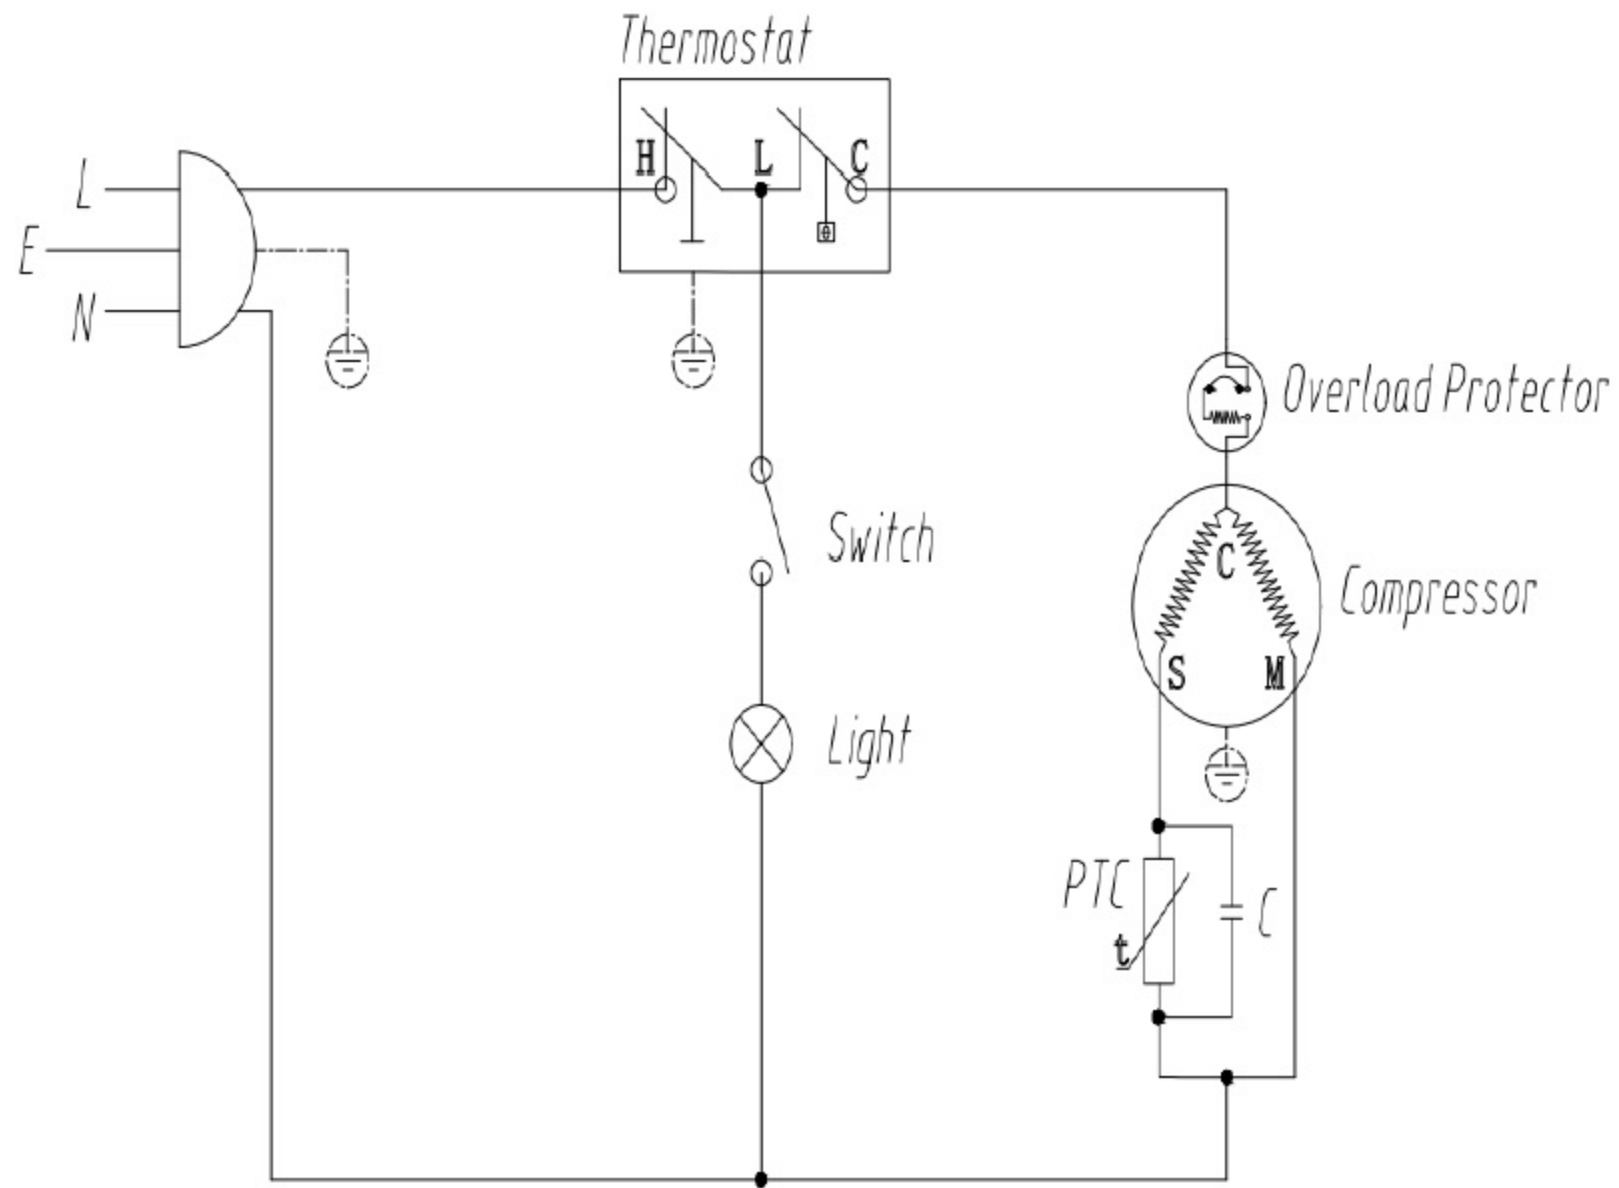 Thermostat
H L C
L
E
N
θ
Overload Protector
Switch
C
Compressor
S M
Light
PTC
C
t